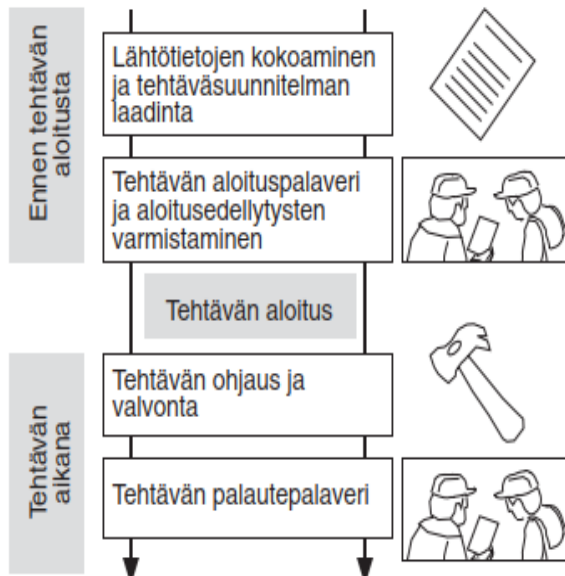 Ennen tehtävän
aloitusta
Lähtötietojen kokoaminen
ja tehtäväsuunnitelman
laadinta
Tehtävän aloituspalaveri
ja aloitusedellytysten
varmistaminen
Tehtävän aloitus
Tehtävän
aikana
Tehtävän ohjaus ja
valvonta
Tehtävän palautepalaveri